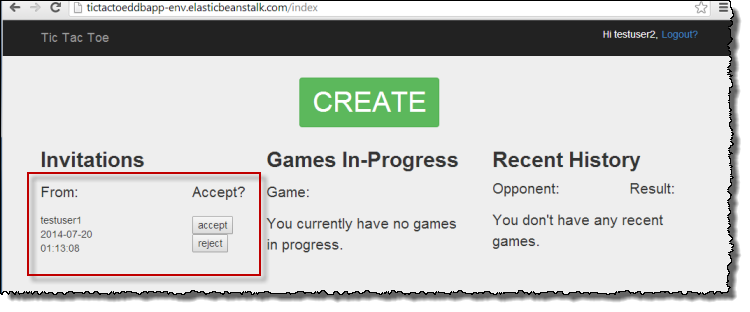 tictactoeddbapp-env.elasticbeanstalk.com/index
Tic Tac Toe
Hi testuser2, Logout?
CREATE
Invitations
From: Accept?
testuser1
2014-07-20
01:13:08
accept
reject
Games In-Progress
Game:
You currently have no games
in progress.
Recent History
Opponent: Result:
You don't have any recent
games.